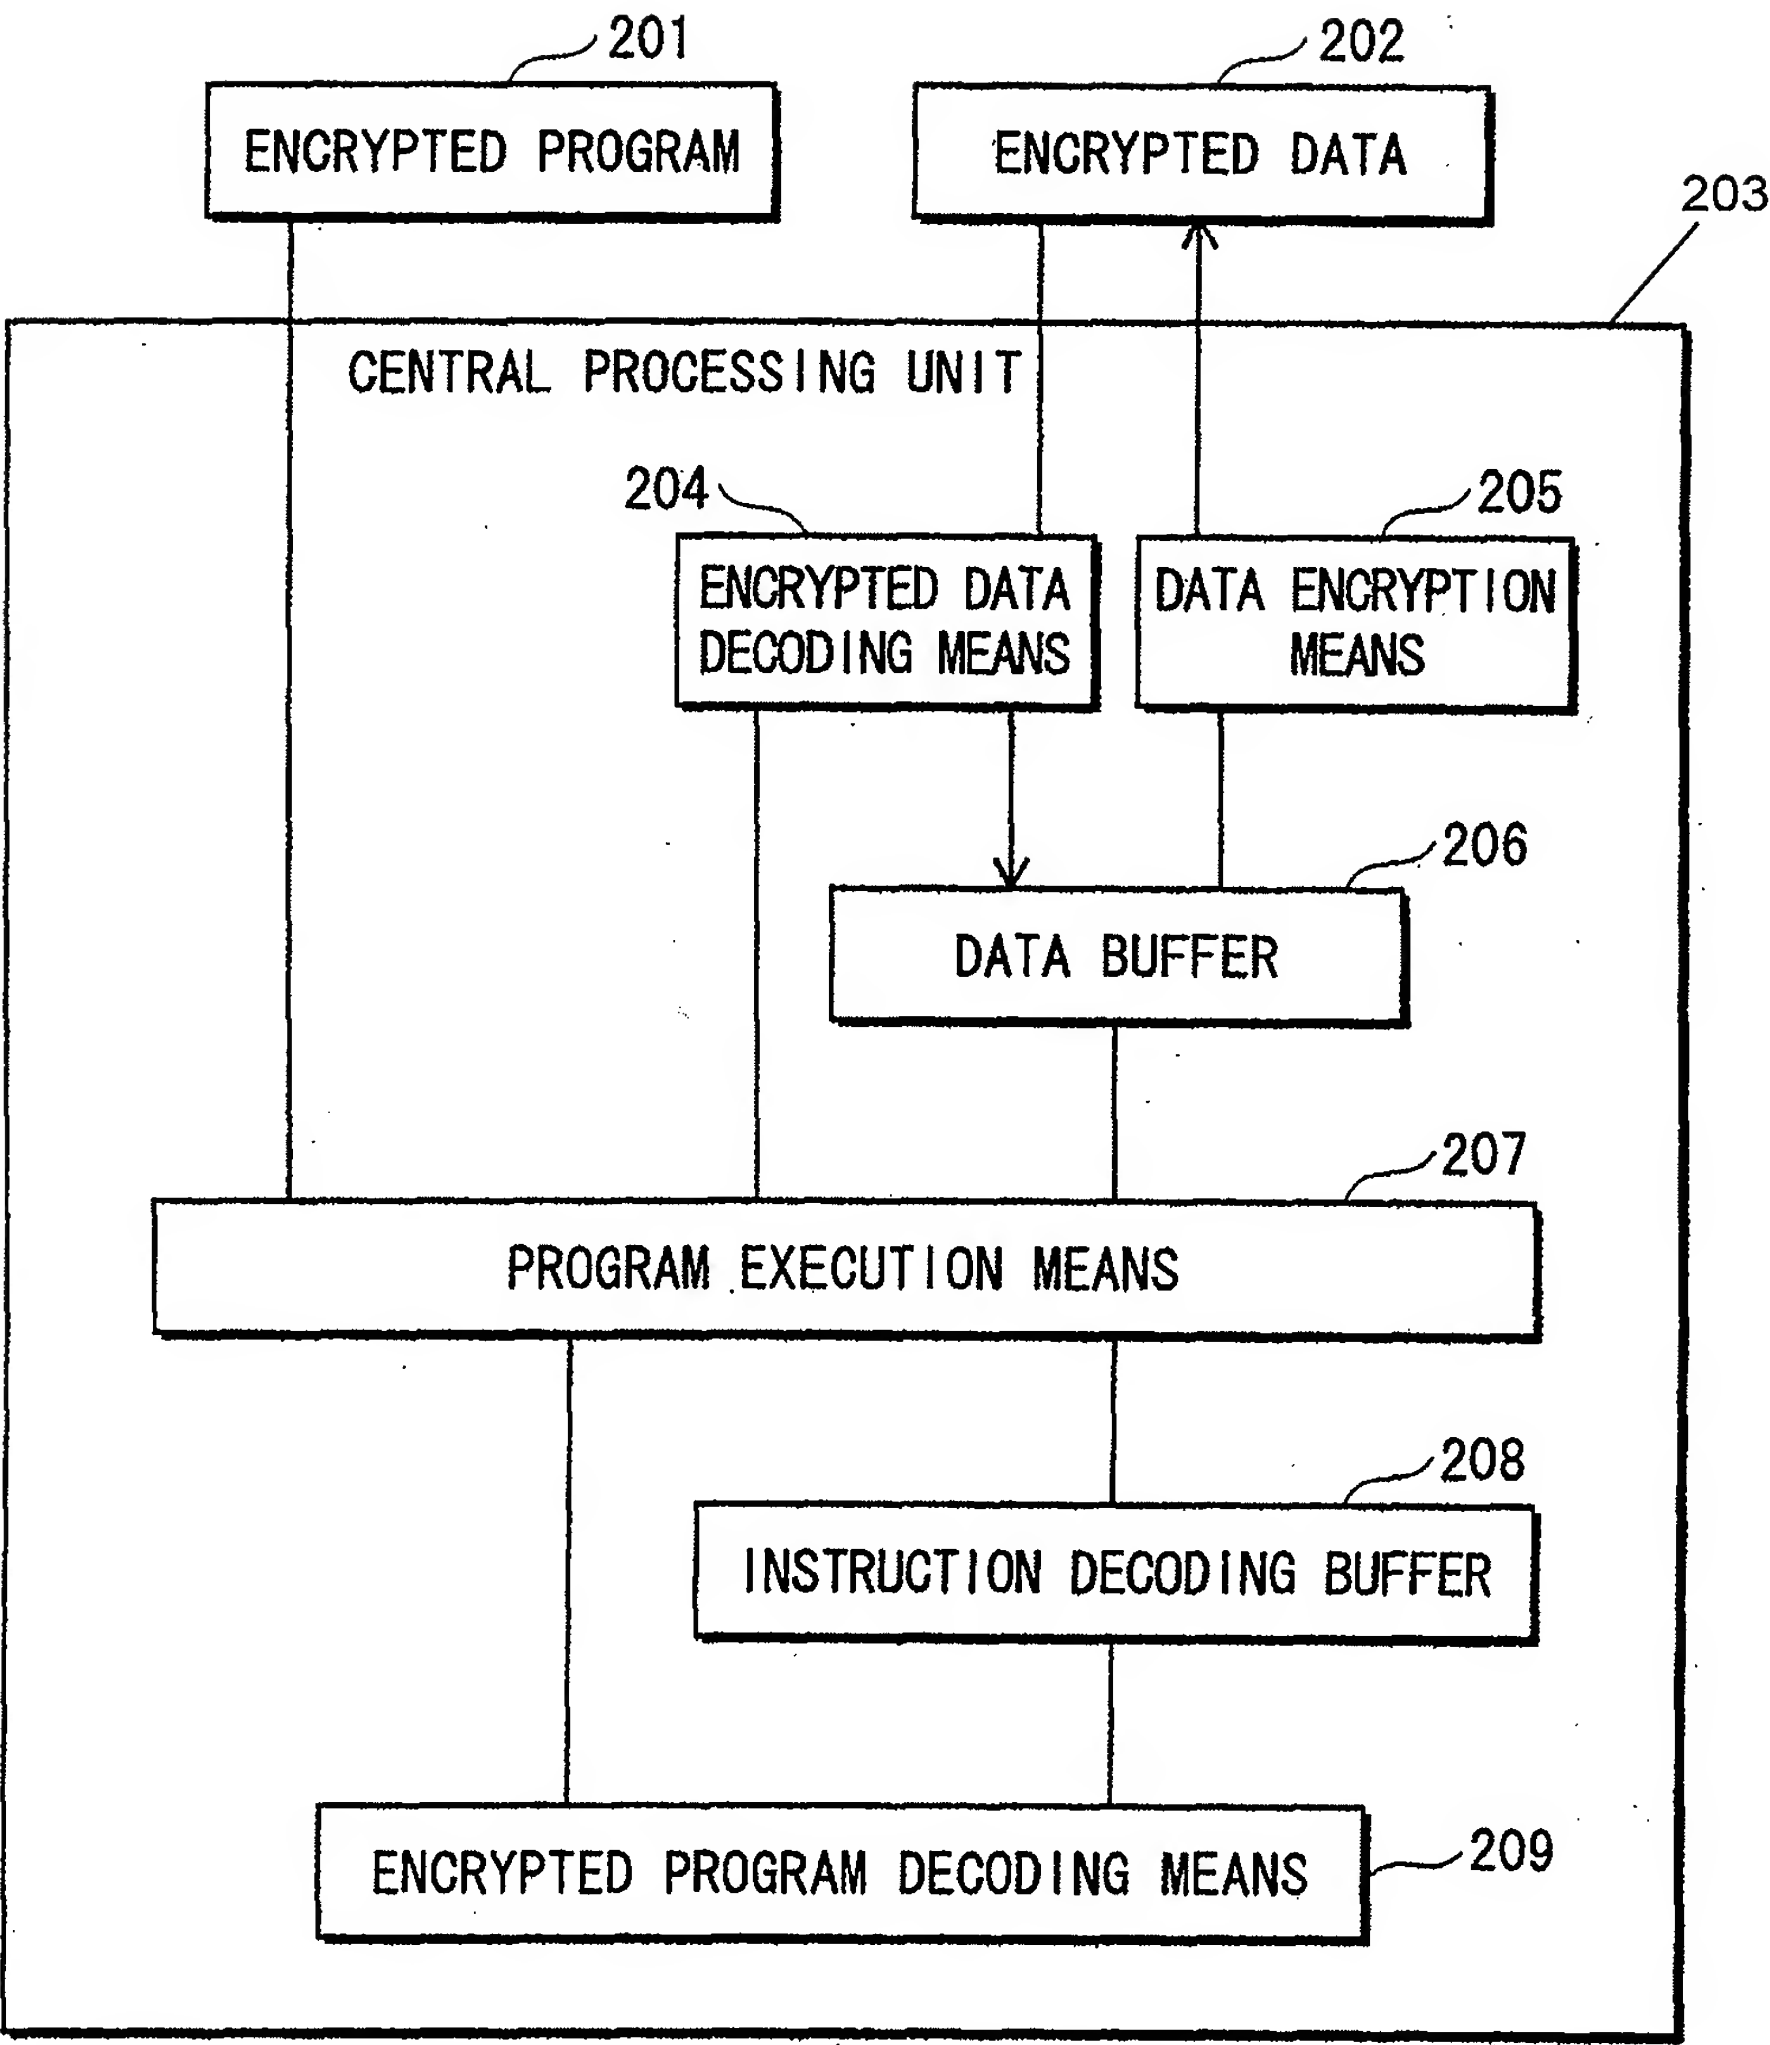 201
202
ENCRYPTED PROGRAM
ENCRYPTED DATA
203
CENTRAL PROCESSING UNIT
204
205
ENCRYPTED DATA
DECODING MEANS
DATA ENCRYPTION
MEANS
206
DATA BUFFER
207
PROGRAM EXECUTION MEANS
208
INSTRUCTION DECODING BUFFER
209
ENCRYPTED PROGRAM DECODING MEANS